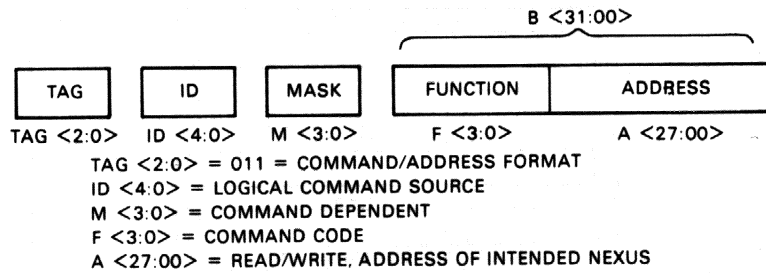 B <31:00>
TAG ID MASK FUNCTION ADDRESS
TAG <2:0> ID <4:0> M <3:0> F <3:0> A <27:00>
TAG <2:0> = 011 = COMMAND/ADDRESS FORMAT
ID <4:0> = LOGICAL COMMAND SOURCE
M <3:0> = COMMAND DEPENDENT
F <3:0> = COMMAND CODE
A <27:00> = READ/WRITE, ADDRESS OF INTENDED NEXUS